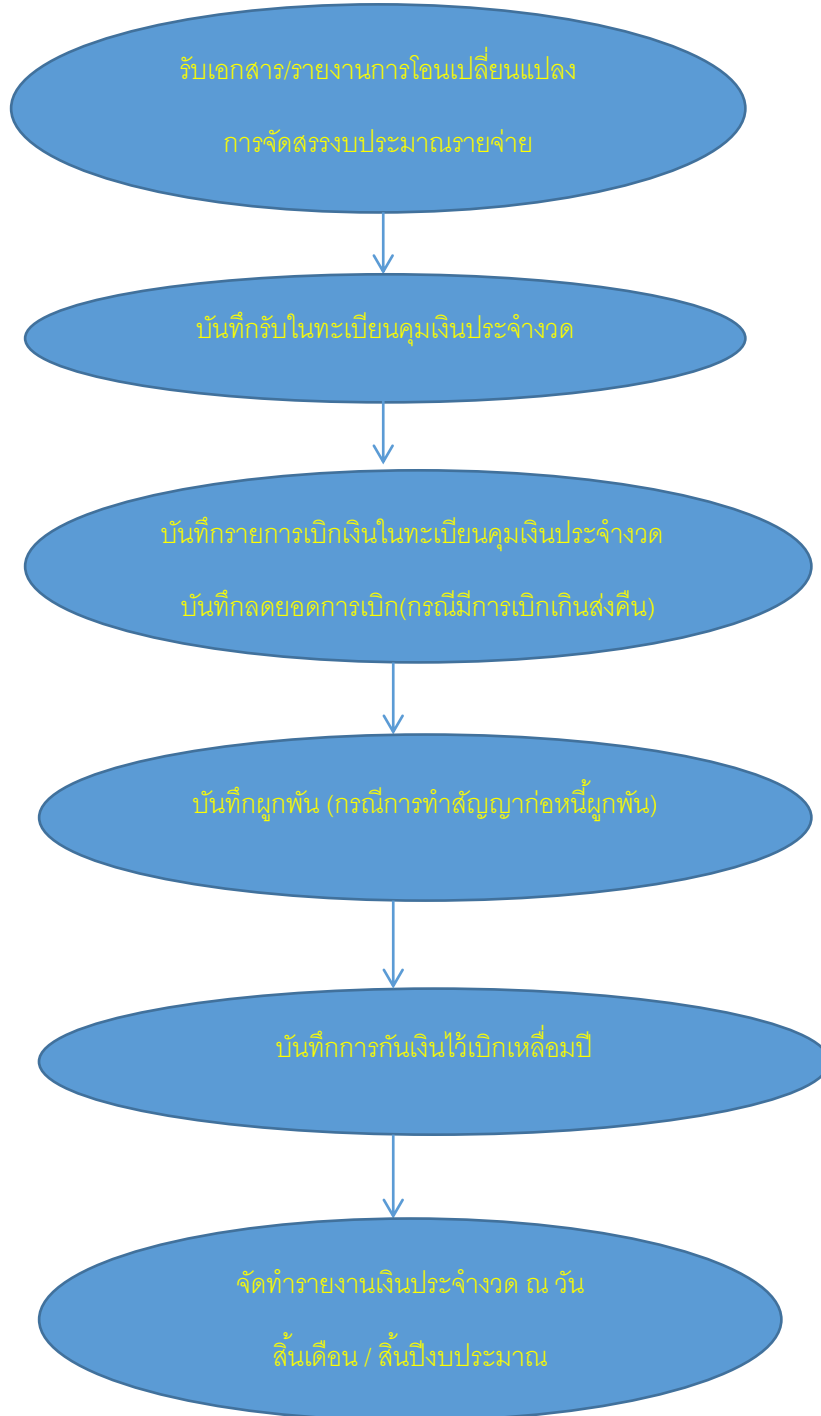 รับเอกสาร/รายงานการโอนเปลี่ยนแปลง
การจัดสรรงบประมาณรายจ่าย
บันทึกรับในทะเบียนคุมเงินประจำงวด
บันทึกรายการเบิกเงินในทะเบียนคุมเงินประจำงวด
บันทึกลดยอดการเบิก(กรณีมีการเบิกเกินส่งคืน)
บันทึกผูกพัน (กรณีการทำสัญญาก่อหนี้ผูกพัน)
บันทึกการกันเงินไว้เบิกเหลื่อมปี
จัดทำรายงานเงินประจำงวด ณ วัน
สิ้นเดือน / สิ้นปีงบประมาณ